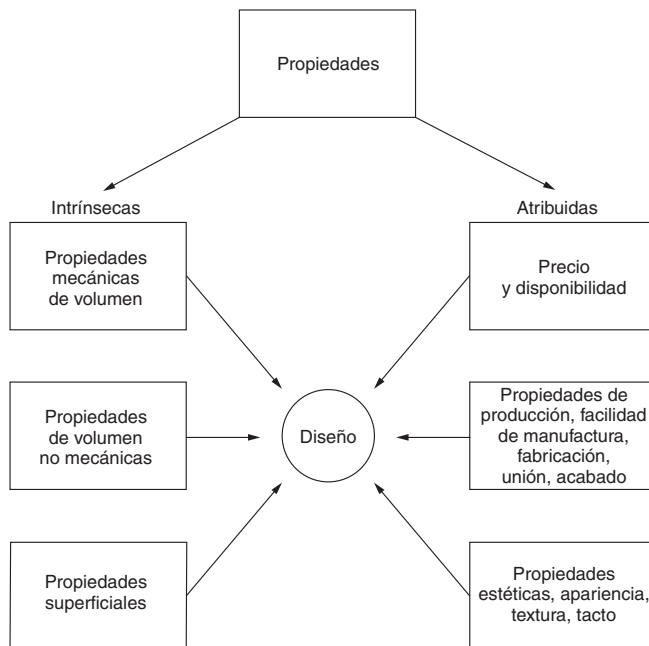 Propiedades
Intrínsecas
Atribuidas
Propiedades
mecánicas
de volumen
Precio
y disponibilidad
Propiedades
de volumen
no mecánicas
Diseño
Propiedades de
producción, facilidad
de manufactura,
fabricación,
unión, acabado
Propiedades
superficiales
Propiedades
estéticas, apariencia,
textura, tacto